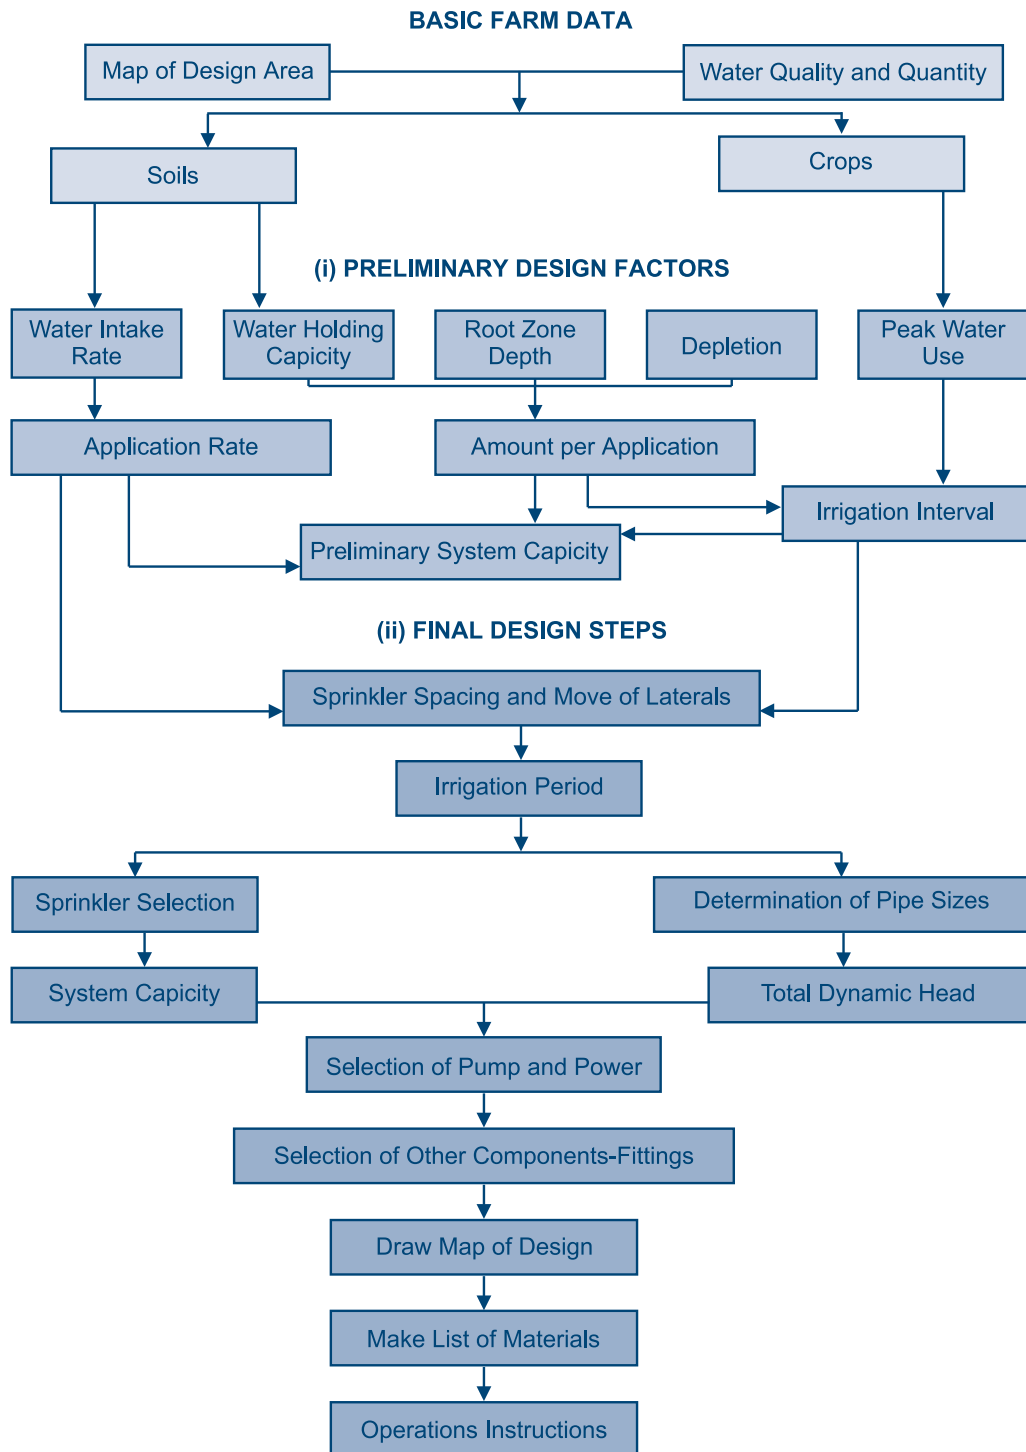 BASIC FARM DATA
Map of Design Area
Water Quality and Quantity
Soils
Crops
(i) PRELIMINARY DESIGN FACTORS
Water Intake
Rate
Water Holding
Capicity
Root Zone
Depth
Depletion
Peak Water
Use
Application Rate
Amount per Application
Irrigation Interval
Preliminary System Capicity
(ii) FINAL DESIGN STEPS
Sprinkler Spacing and Move of Laterals
Irrigation Period
Sprinkler Selection
Determination of Pipe Sizes
System Capicity
Total Dynamic Head
Selection of Pump and Power
Selection of Other Components-Fittings
Draw Map of Design
Make List of Materials
Operations Instructions